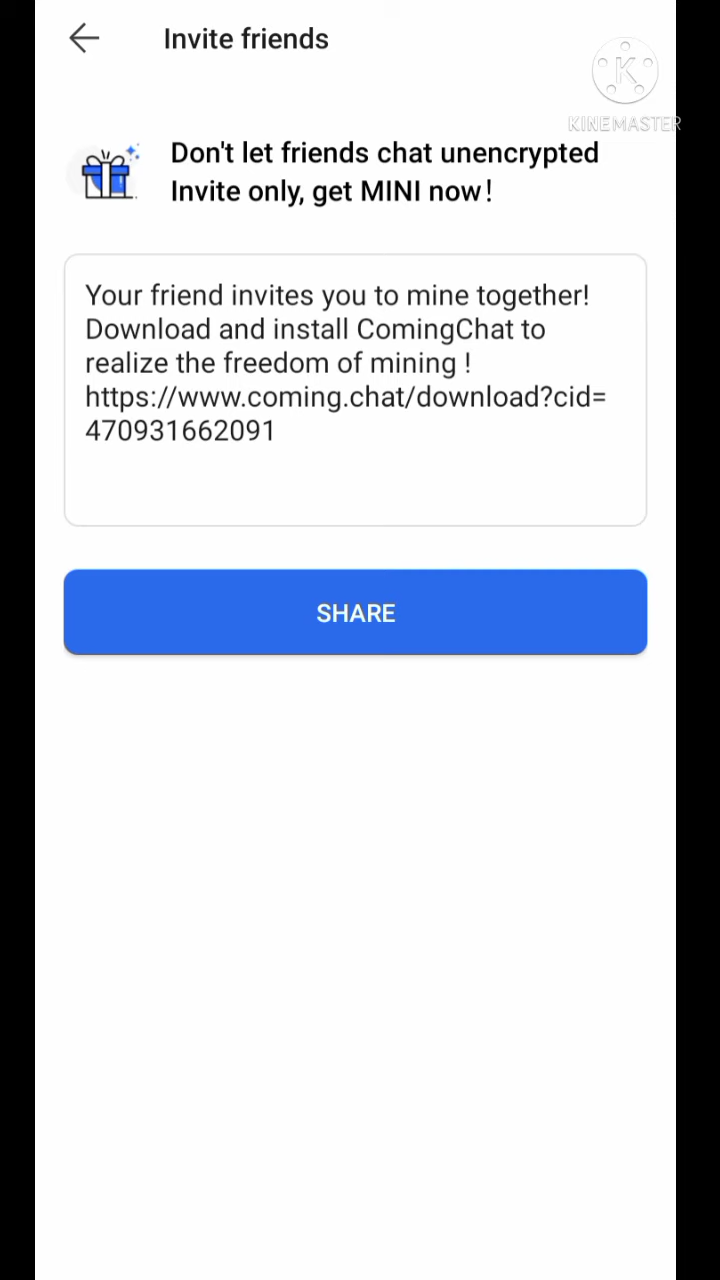 Invite friends
K
KINEMASTER
Don't let friends chat unencrypted
Invite only, get MINI now!
Your friend invites you to mine together!
Download and install ComingChat to
realize the freedom of mining !
https://www.coming.chat/download?cid=
470931662091
SHARE